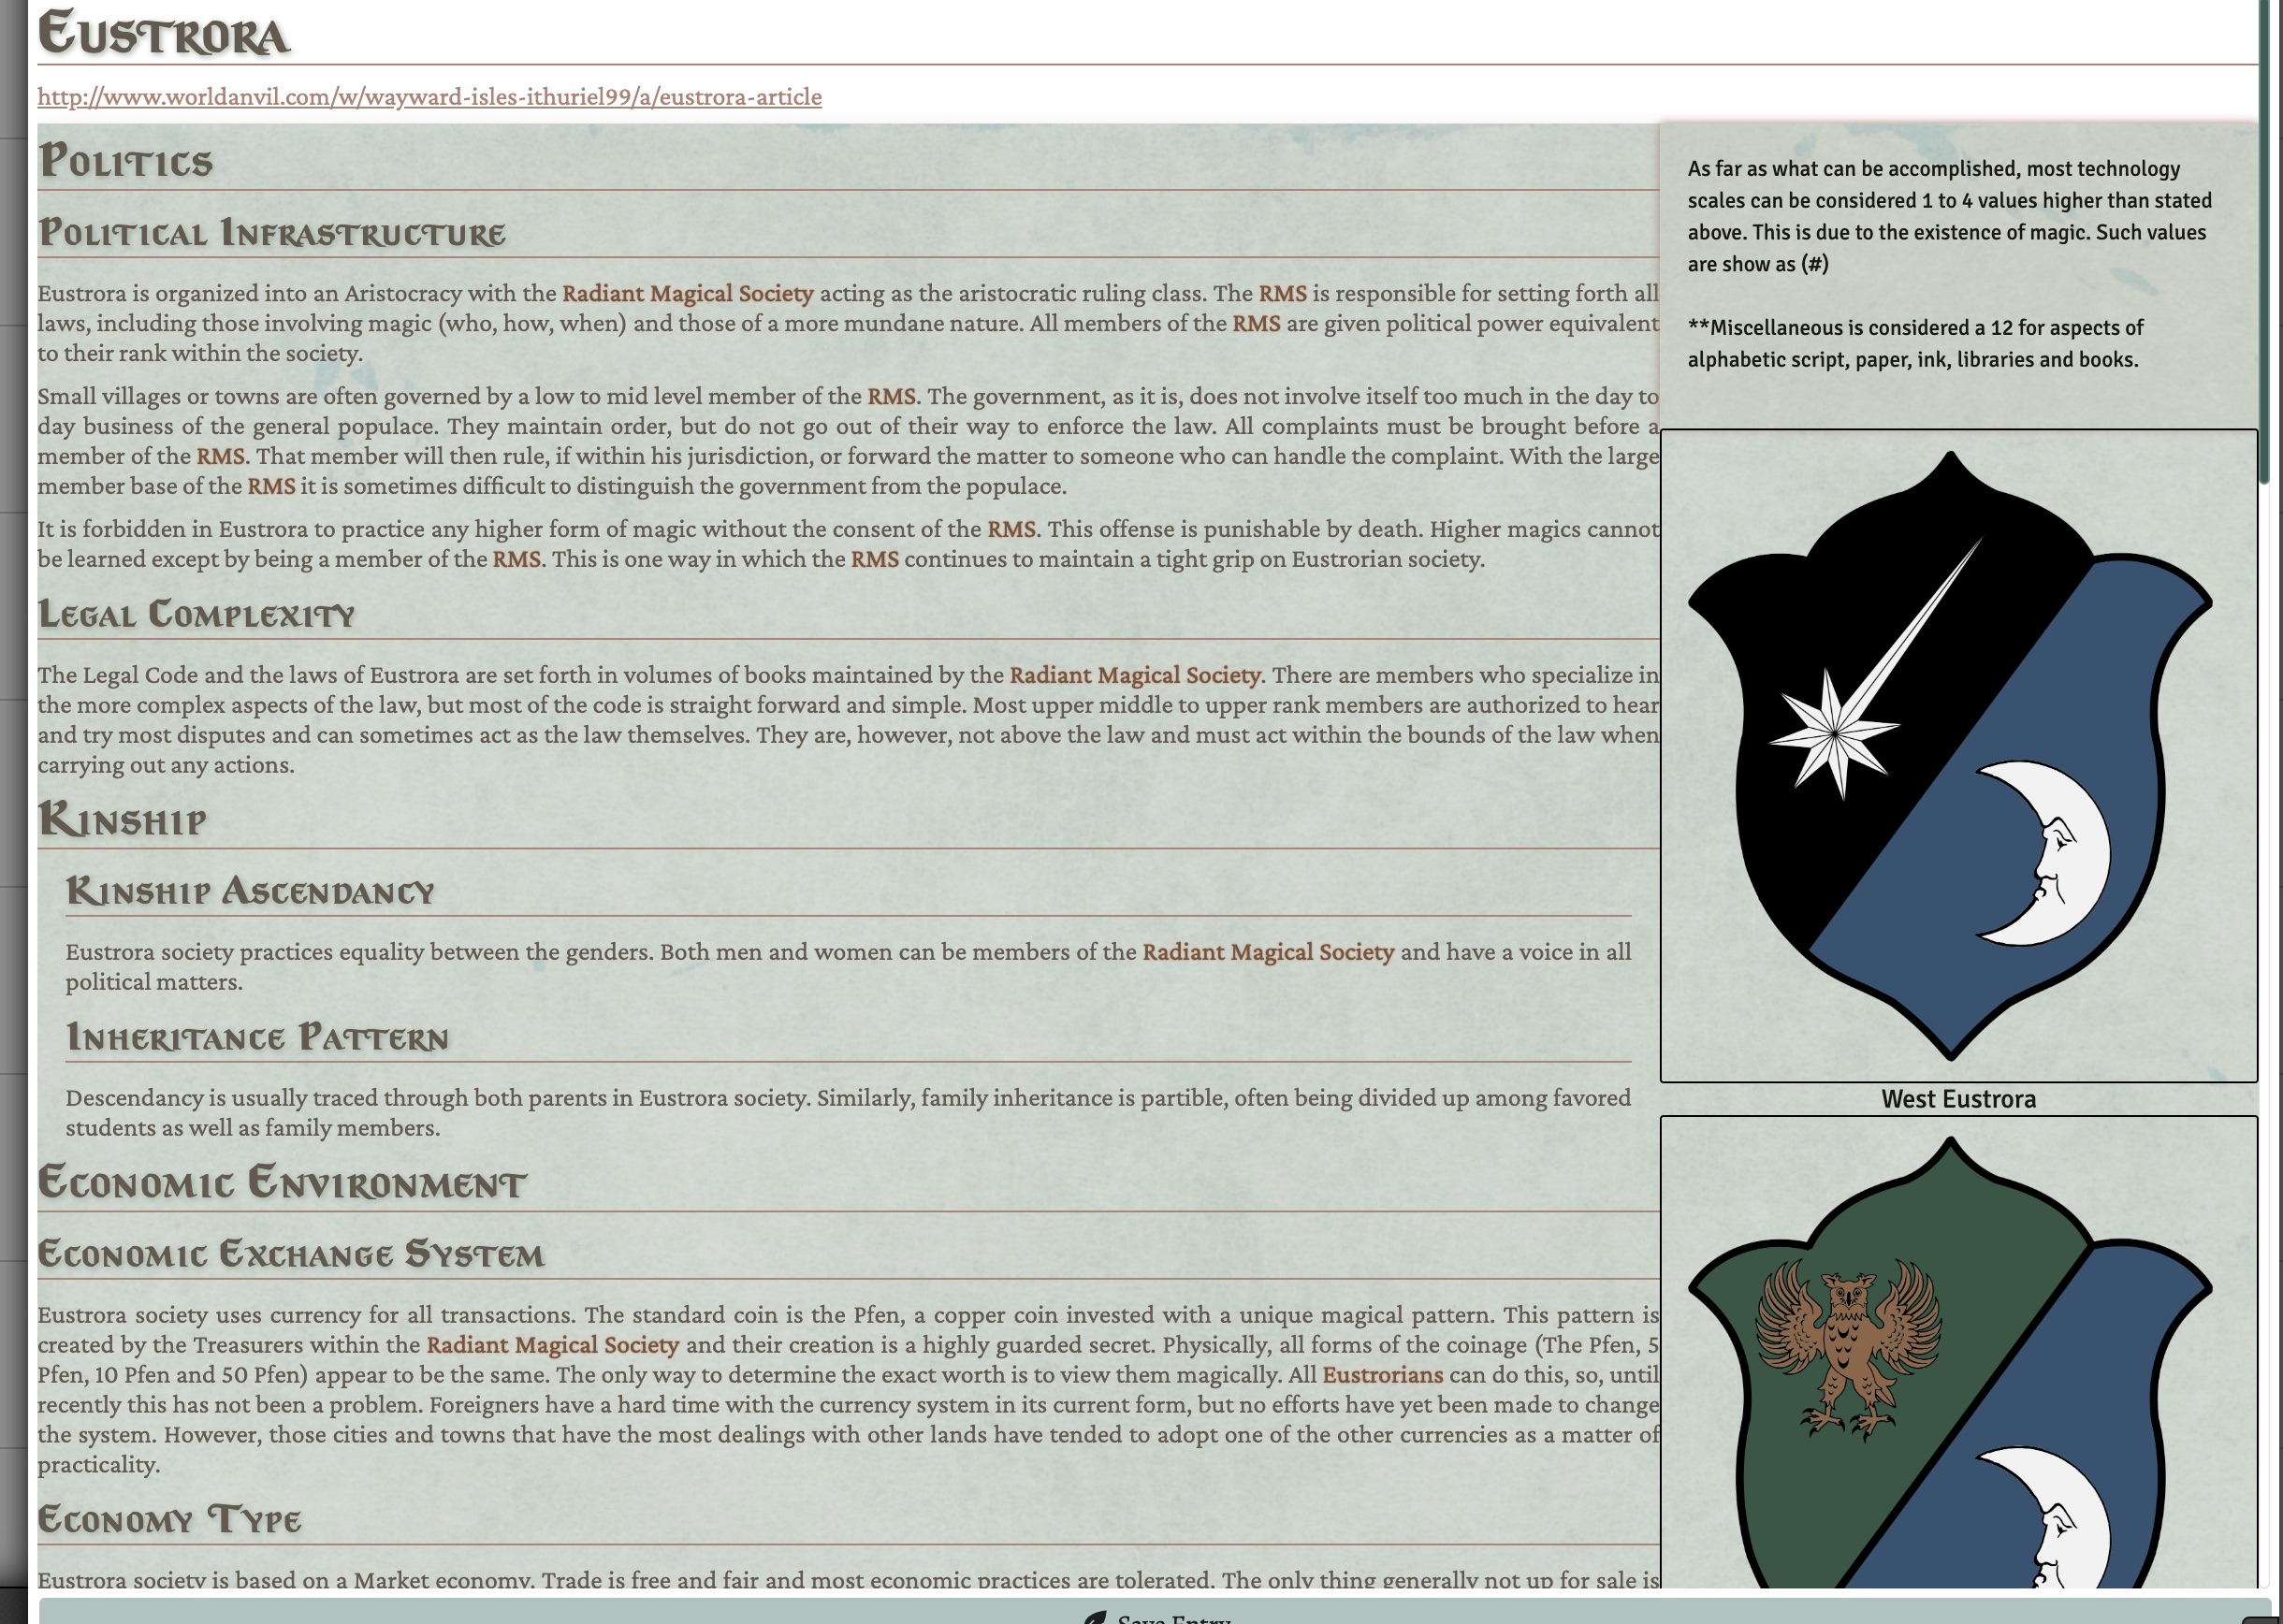 Eustrora
http://www.worldanvil.com/w/wayward-isles-ithuriel99/a/eustrora-article
Politics
Political Infrastructure
Eustrora is organized into an Aristocracy with the Radiant Magical Society acting as the aristocratic ruling class. The RMS is responsible for setting forth all
laws, including those involving magic (who, how, when) and those of a more mundane nature. All members of the RMS are given political power equivalent
to their rank within the society.
Small villages or towns are often governed by a low to mid level member of the RMS. The government, as it is, does not involve itself too much in the day to
day business of the general populace. They maintain order, but do not go out of their way to enforce the law. All complaints must be brought before a
member of the RMS. That member will then rule, if within his jurisdiction, or forward the matter to someone who can handle the complaint. With the large
member base of the RMS it is sometimes difficult to distinguish the government from the populace.
It is forbidden in Eustrora to practice any higher form of magic without the consent of the RMS. This offense is punishable by death. Higher magics cannot
be learned except by being a member of the RMS. This is one way in which the RMS continues to maintain a tight grip on Eustrorian society.
Legal Complexity
The Legal Code and the laws of Eustrora are set forth in volumes of books maintained by the Radiant Magical Society. There are members who specialize in
the more complex aspects of the law, but most of the code is straight forward and simple. Most upper middle to upper rank members are authorized to hear
and try most disputes and can sometimes act as the law themselves. They are, however, not above the law and must act within the bounds of the law when
carrying out any actions.
Kinship
Kinship Ascendancy
Eustrora society practices equality between the genders. Both men and women can be members of the Radiant Magical Society and have a voice in all
political matters.
Inheritance Pattern
Descendancy is usually traced through both parents in Eustrora society. Similarly, family inheritance is partible, often being divided up among favored
students as well as family members.
Economic Environment
Economic Exchange System
Eustrora society uses currency for all transactions. The standard coin is the Pfen, a copper coin invested with a unique magical pattern. This pattern is
created by the Treasurers within the Radiant Magical Society and their creation is a highly guarded secret. Physically, all forms of the coinage (The Pfen, 5
Pfen, 10 Pfen and 50 Pfen) appear to be the same. The only way to determine the exact worth is to view them magically. All Eustrorians can do this, so, until
recently this has not been a problem. Foreigners have a hard time with the currency system in its current form, but no efforts have yet been made to change
the system. However, those cities and towns that have the most dealings with other lands have tended to adopt one of the other currencies as a matter of
practicality.
Economy Type
Eustrora society is based on a Market economy. Trade is free and fair and most economic practices are tolerated. The only thing generally not up for sale is
As far as what can be accomplished, most technology
scales can be considered 1 to 4 values higher than stated
above. This is due to the existence of magic. Such values
are show as (#)
**Miscellaneous is considered a 12 for aspects of
alphabetic script, paper, ink, libraries and books.
West Eustrora
Save Entry